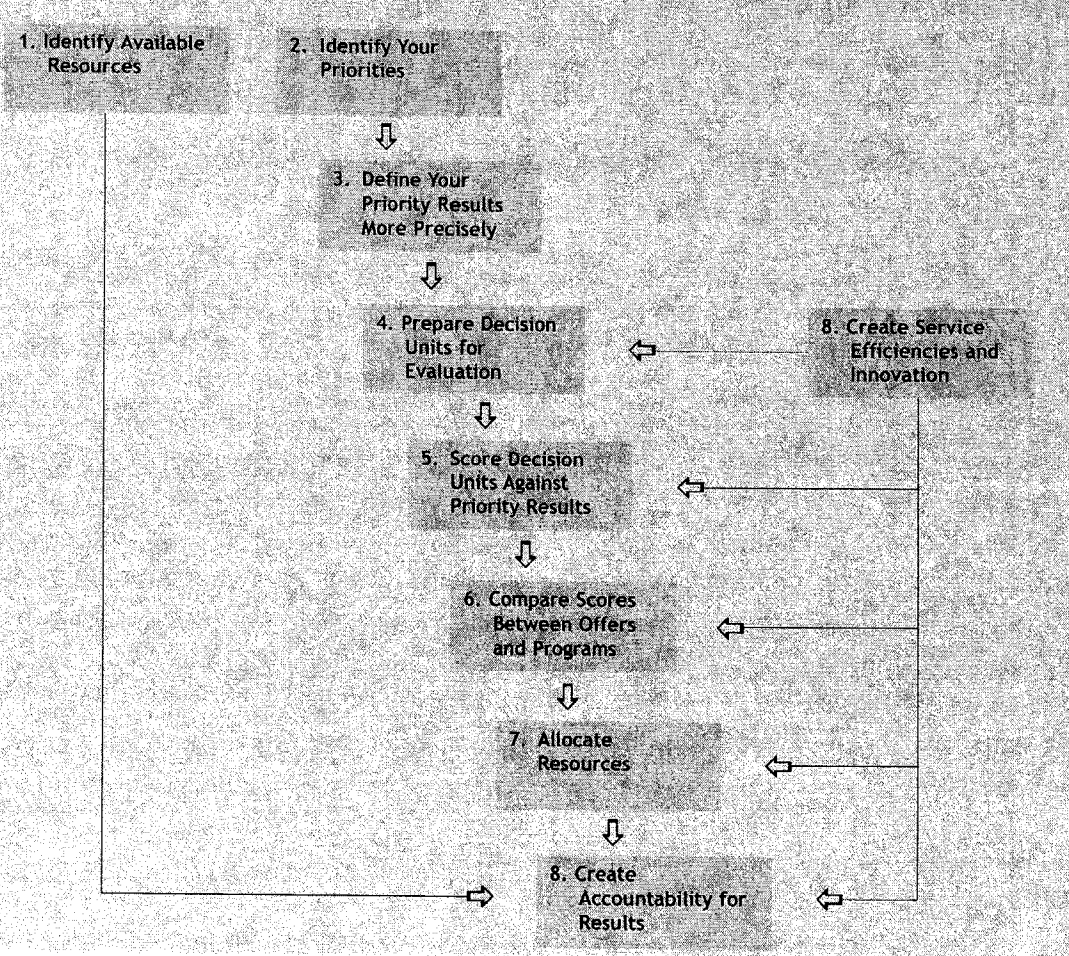 1. Identify Available
Resources
2. Identify Your
Priorities
3. Define Your
Priority Results
More Precisely
4. Prepare Decision
Units for
Evaluation
8. Create Service
Efficiencies and
Innovation
5. Score Decision
Units Against
Priority Results
6. Compare Scores
Between Offers
and Programs
7. Allocate
Resources
8. Create
Accountability for
Results